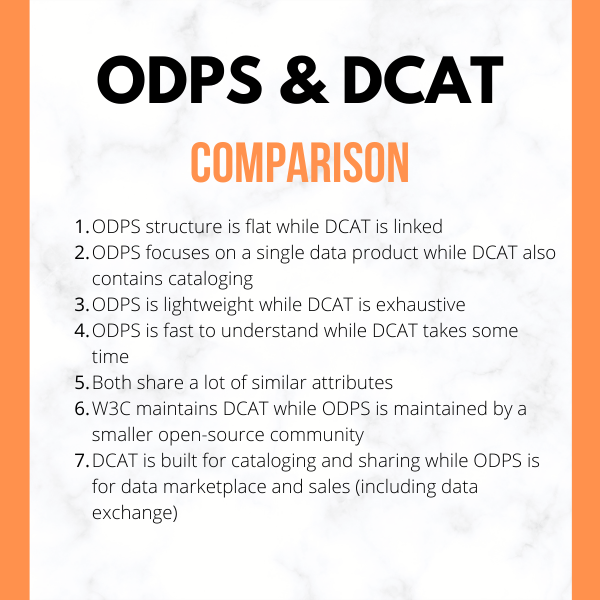 ODPS & DCAT
COMPARISON
1. ODPS structure is flat while DCAT is linked
2. ODPS focuses on a single data product while DCAT also
contains cataloging
3. ODPS is lightweight while DCAT is exhaustive
4. ODPS is fast to understand while DCAT takes some
time
5. Both share a lot of similar attributes
6. W3C maintains DCAT while ODPS is maintained by a
smaller open-source community
7. DCAT is built for cataloging and sharing while ODPS is
for data marketplace and sales (including data
exchange)